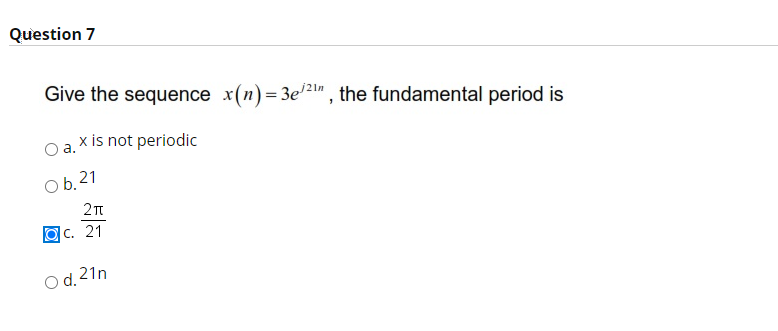 Question 7
Give the sequence x(n)=3e^{j21n}, the fundamental period is
a. x is not periodic
b. 21
c. 2π/21
d. 21n